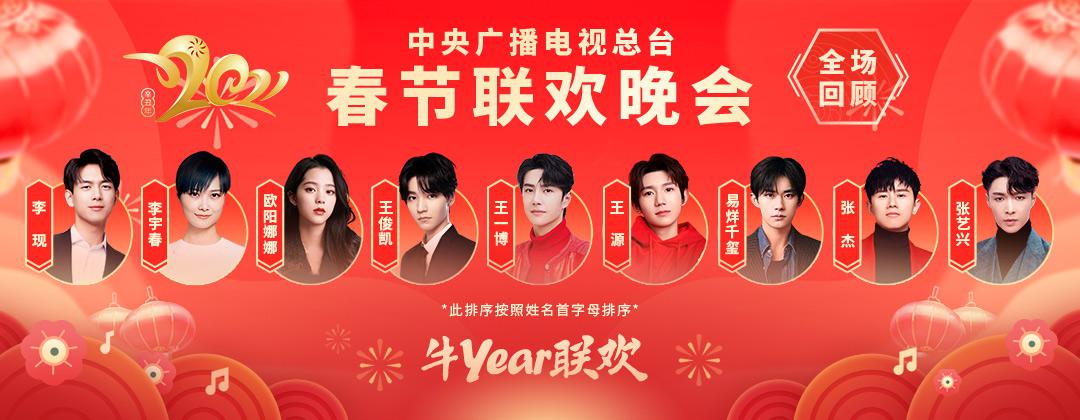 2021
辛丑年
中央广播电视总台
春节联欢晚会
全场
回顾
李现
李宇春
欧阳娜娜
王俊凯
王一博
王源
易烊千玺
张杰
张艺兴
*此排序按照姓名首字母排序*
牛Year联欢